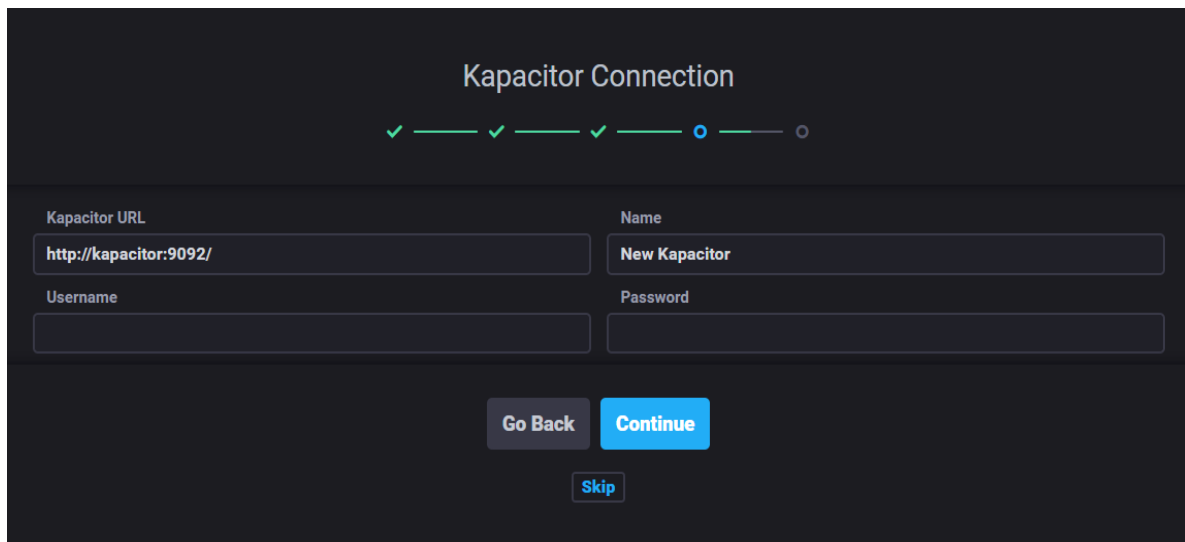 Kapacitor Connection
Kapacitor URL
Name
http://kapacitor:9092/
New Kapacitor
Username
Password
Go Back
Continue
Skip